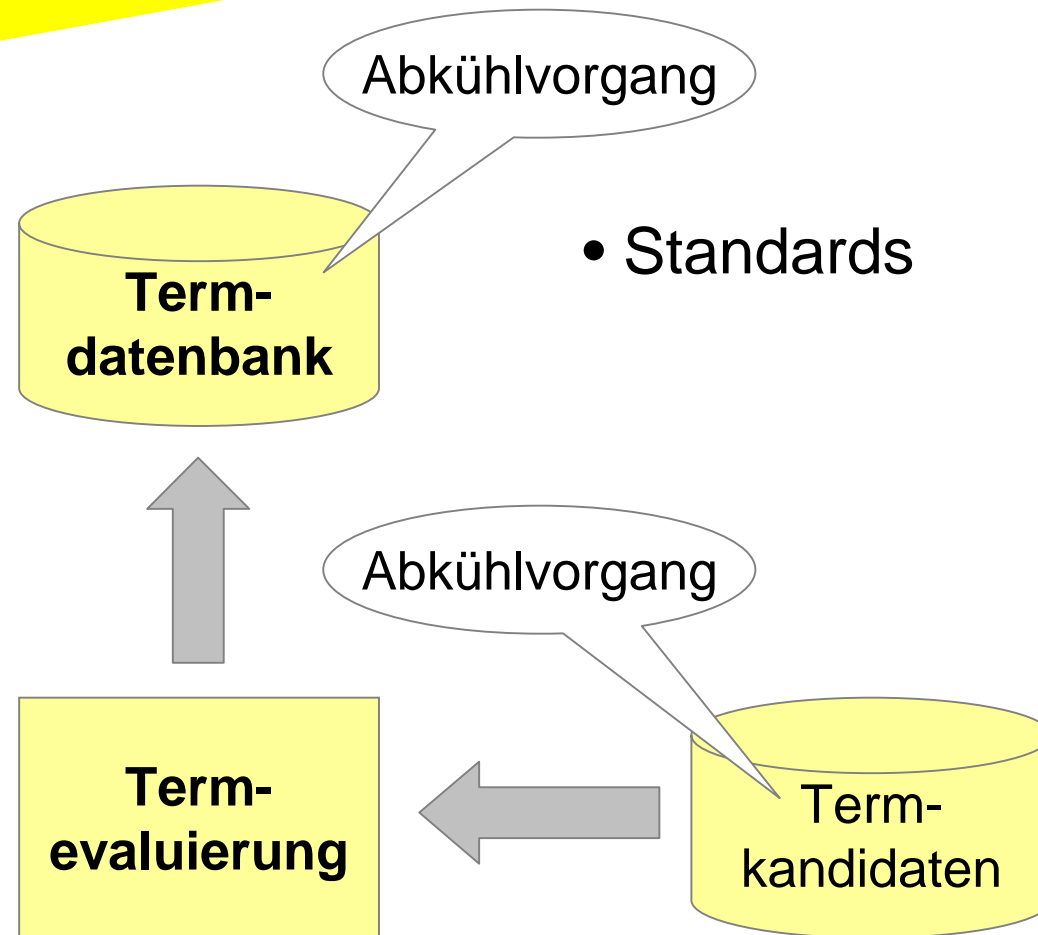 Abkühlvorgang
• Standards
Term-
datenbank
Abkühlvorgang
Term-
evaluierung
Term-
kandidaten